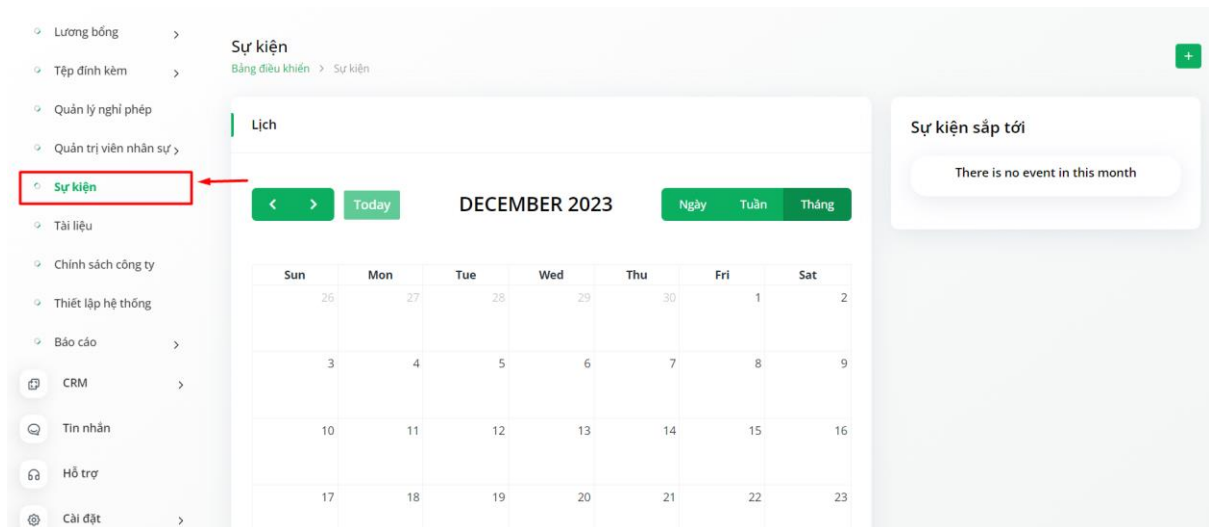 Lương bổng
Tệp đính kèm
Quản lý nghỉ phép
Quản trị viên nhân sự
Sự kiện
Tài liệu
Chính sách công ty
Thiết lập hệ thống
Báo cáo
CRM
Tin nhắn
Hỗ trợ
Cài đặt
Sự kiện
Bảng điều khiển > Sự kiện
+
Lịch
< > Today DECEMBER 2023 Ngày Tuần Tháng
Sun Mon Tue Wed Thu Fri Sat
26 27 28 29 30 1 2
3 4 5 6 7 8 9
10 11 12 13 14 15 16
17 18 19 20 21 22 23
Sự kiện sắp tới
There is no event in this month